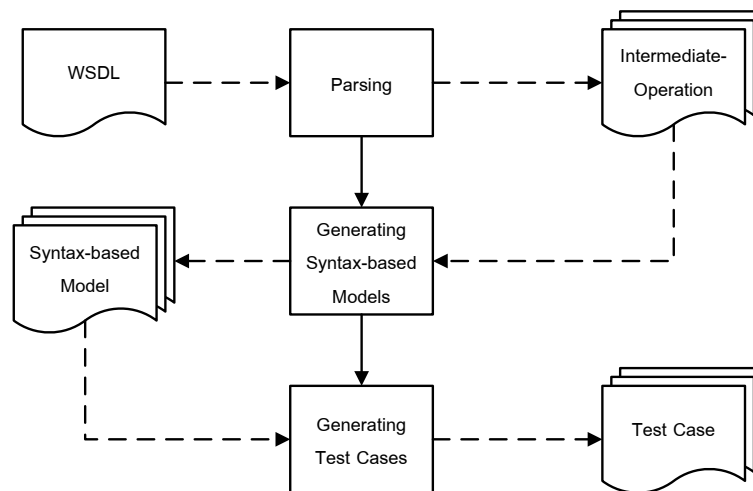 WSDL
Parsing
Intermediate-
Operation
Syntax-based
Model
Generating
Syntax-based
Models
Generating
Test Cases
Test Case